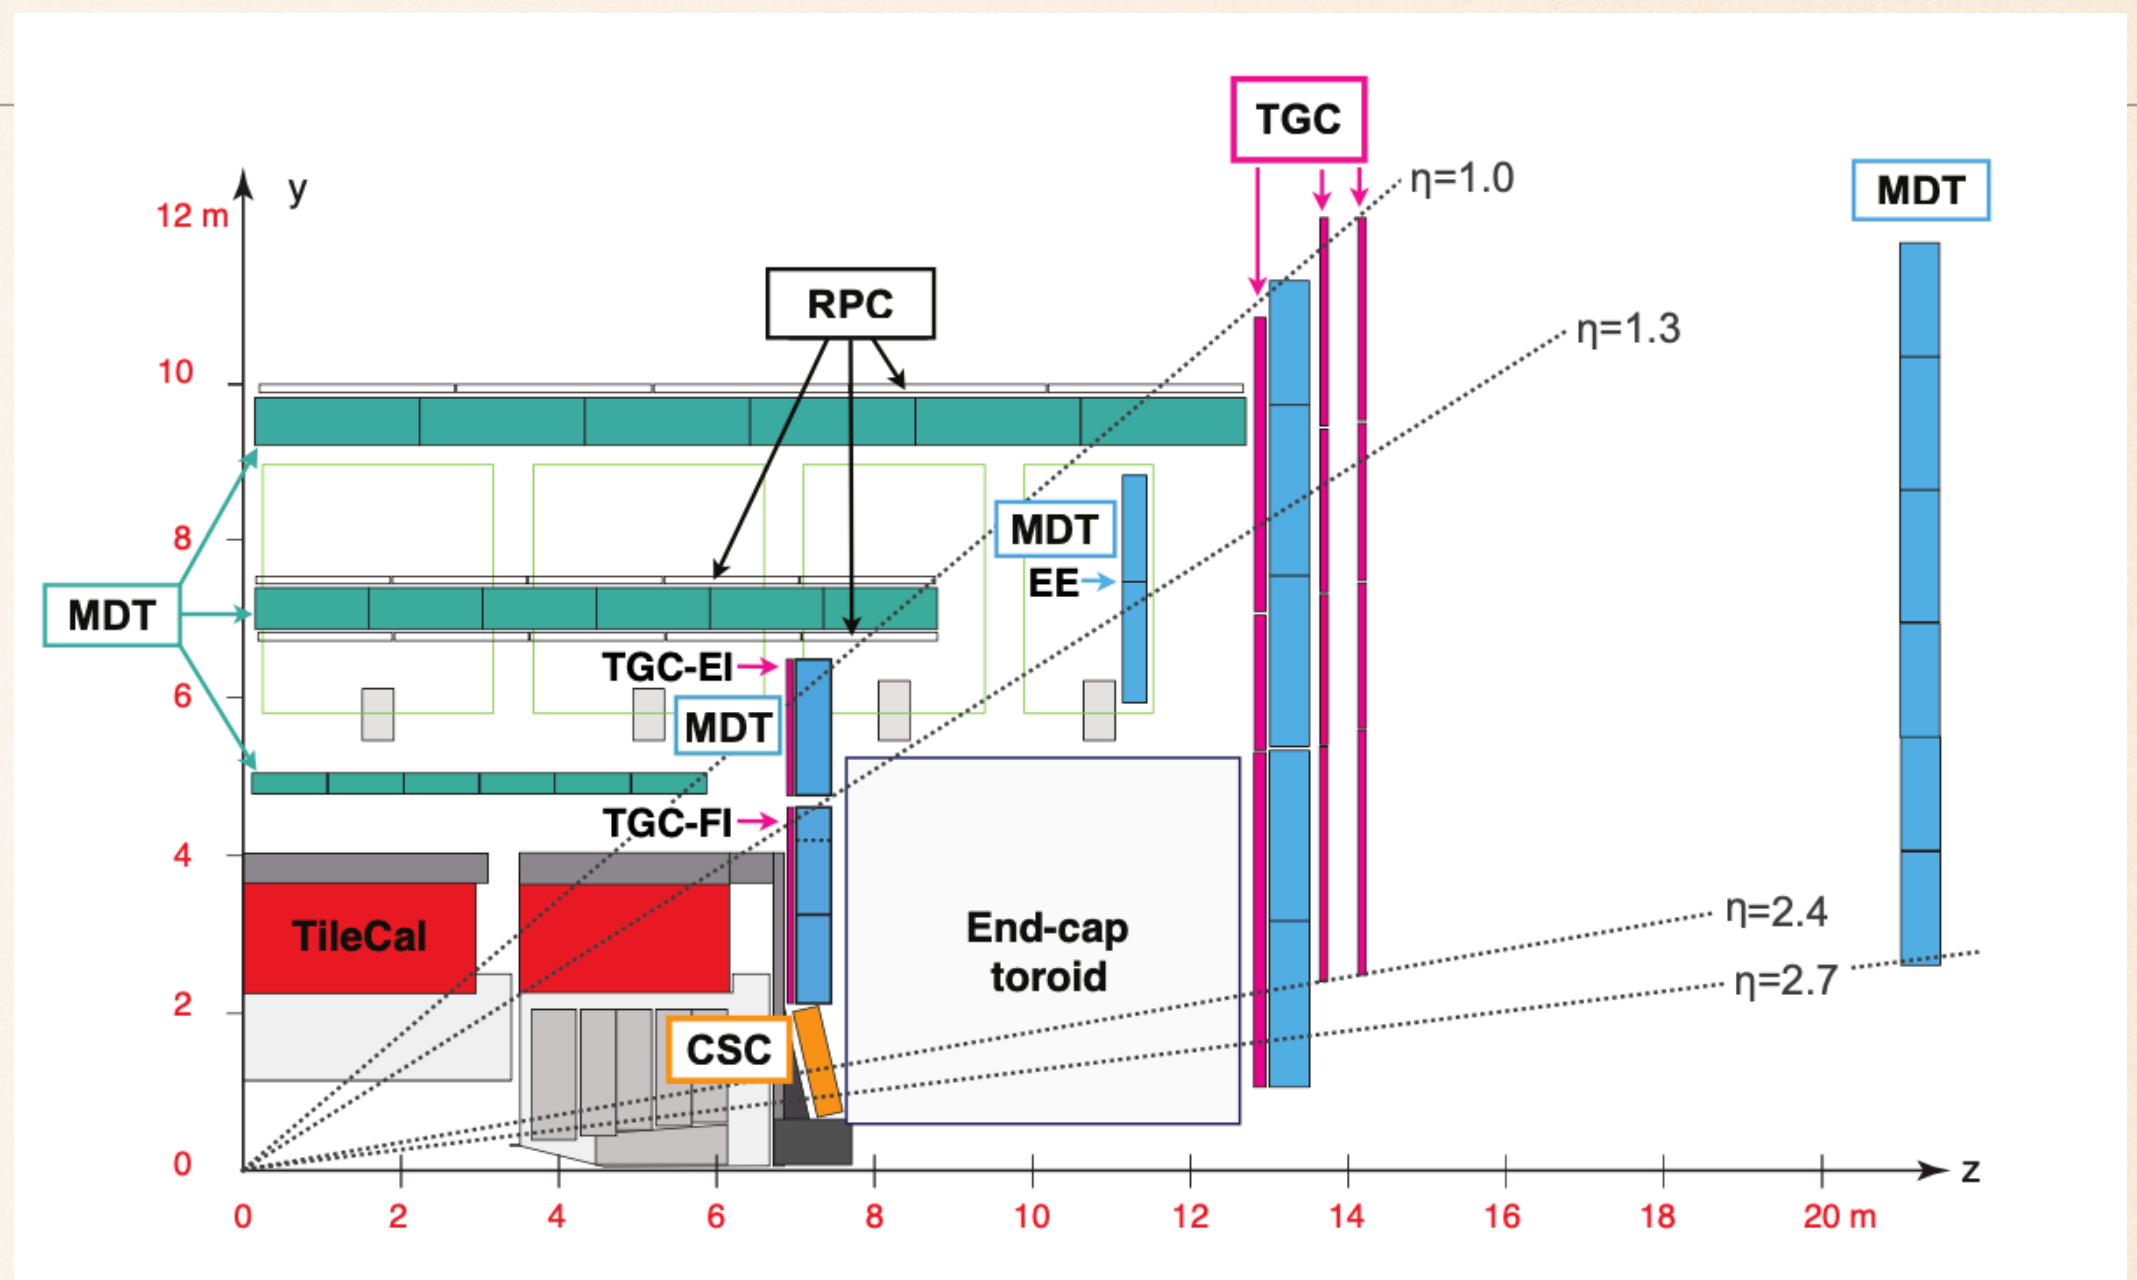 TGC
η=1.0
MDT
y
12 m
RPC
η=1.3
10
8
MDT
EE
MDT
TGC-EI
6
MDT
TGC-FI
4
TileCal
End-cap
toroid
η=2.4
η=2.7
2
CSC
0
z
0 2 4 6 8 10 12 14 16 18 20 m